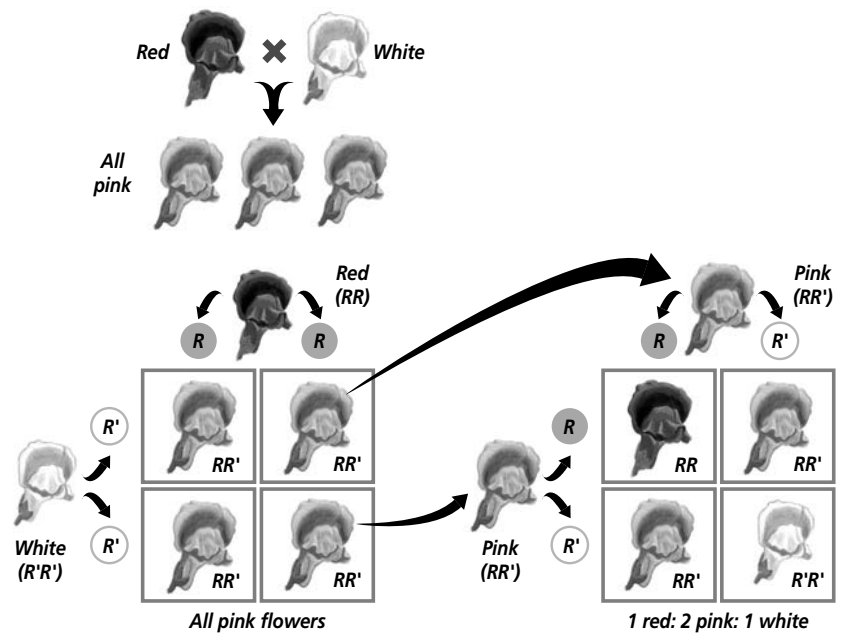 Red
White
All
pink
Red
(RR)
R
R
R'
R'
White
(R'R')
RR'
RR'
RR'
RR'
All pink flowers
Pink
(RR')
R
R'
R
R'
Pink
(RR')
RR
RR'
RR'
R'R'
1 red: 2 pink: 1 white